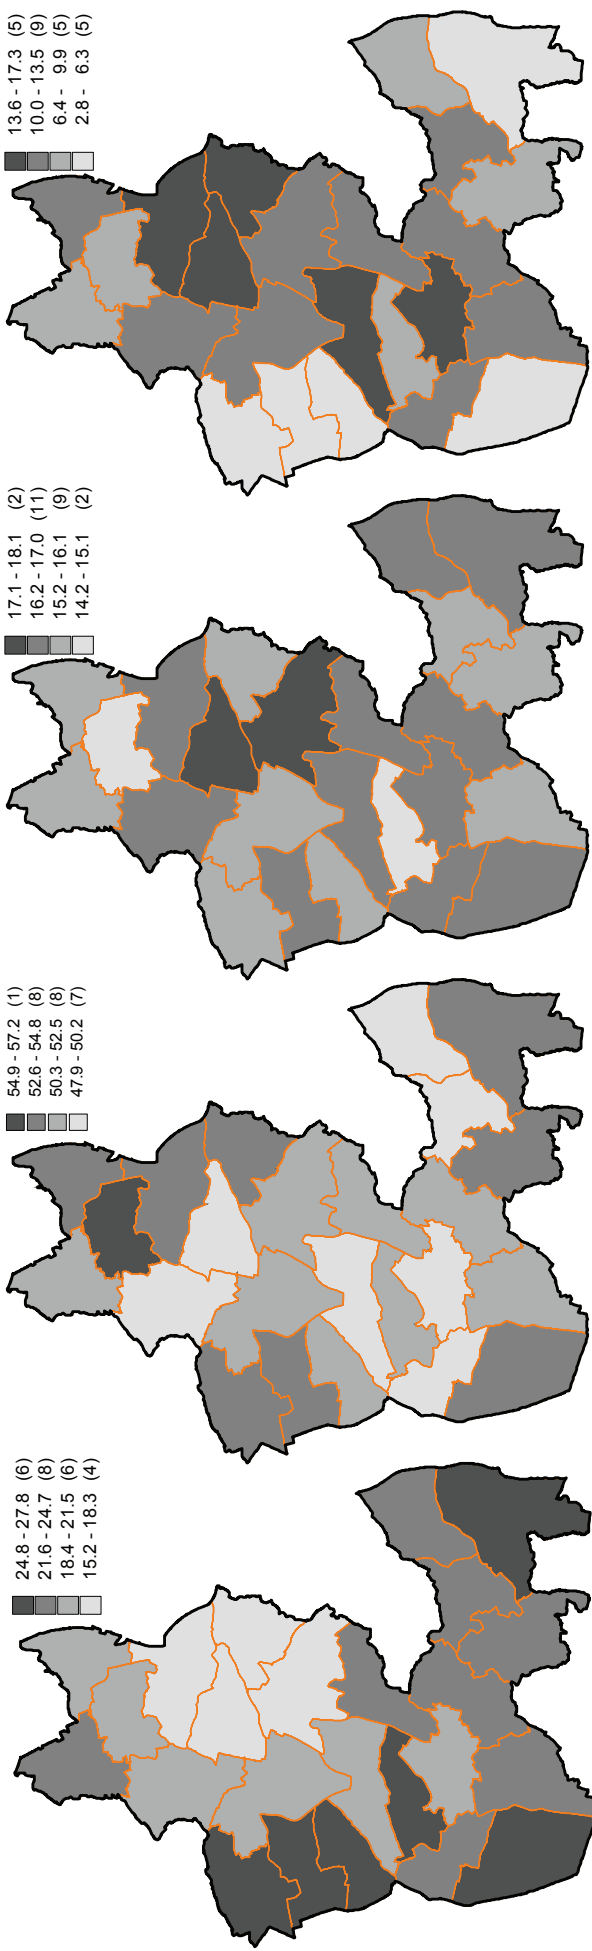 24.8 - 27.8 (6)
21.6 - 24.7 (8)
18.4 - 21.5 (6)
15.2 - 18.3 (4)
54.9 - 57.2 (1)
52.6 - 54.8 (8)
50.3 - 52.5 (8)
47.9 - 50.2 (7)
17.1 - 18.1 (2)
16.2 - 17.0 (11)
15.2 - 16.1 (9)
14.2 - 15.1 (2)
13.6 - 17.3 (5)
10.0 - 13.5 (9)
6.4 - 9.9 (5)
2.8 - 6.3 (5)